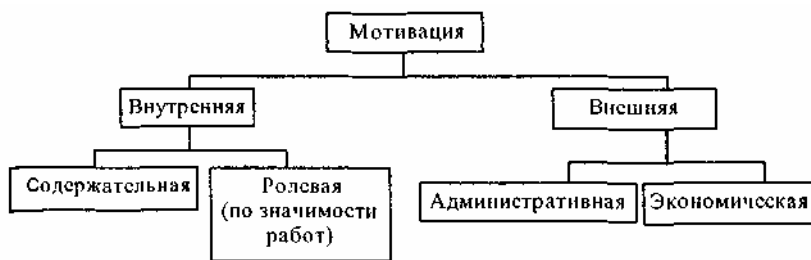 Мотивация
Внутренняя
Внешняя
Содержательная
Ролевая
(по значимости
работ)
Административная
Экономическая